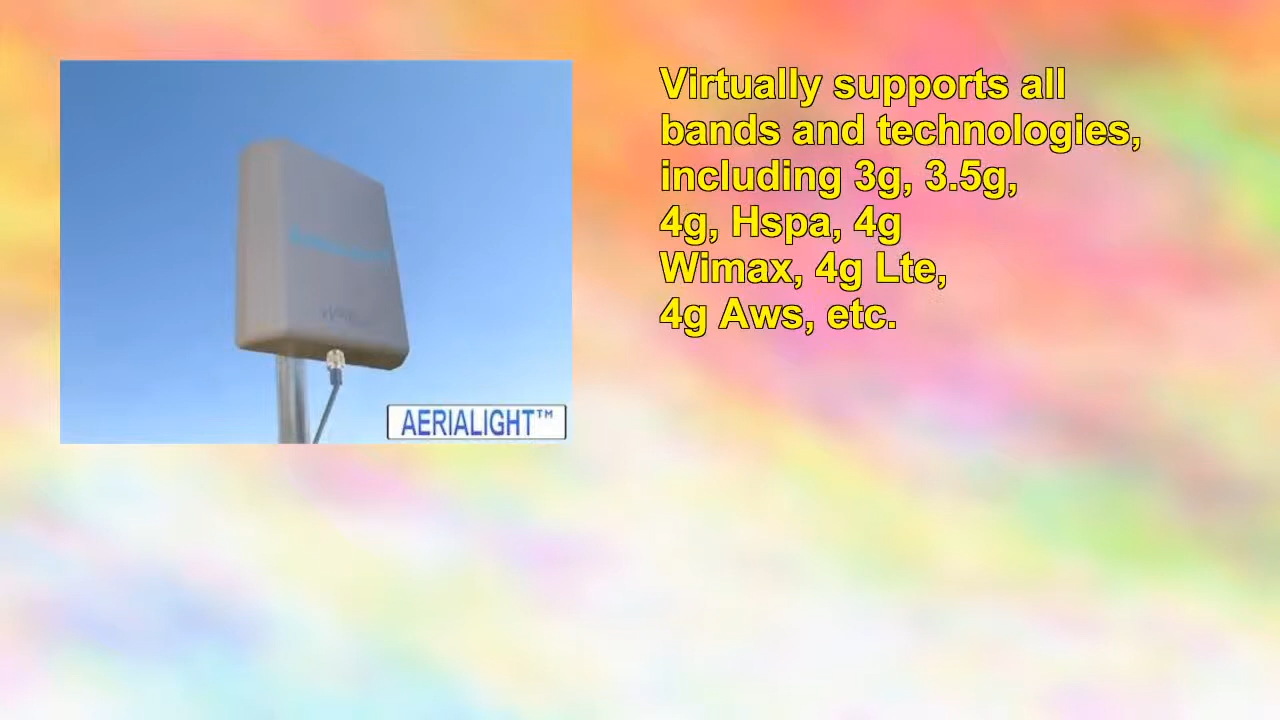 Virtually supports all
bands and technologies,
including 3g, 3.5g,
4g, Hspa, 4g
Wimax, 4g Lte,
4g Aws, etc.
AERIALIGHT™